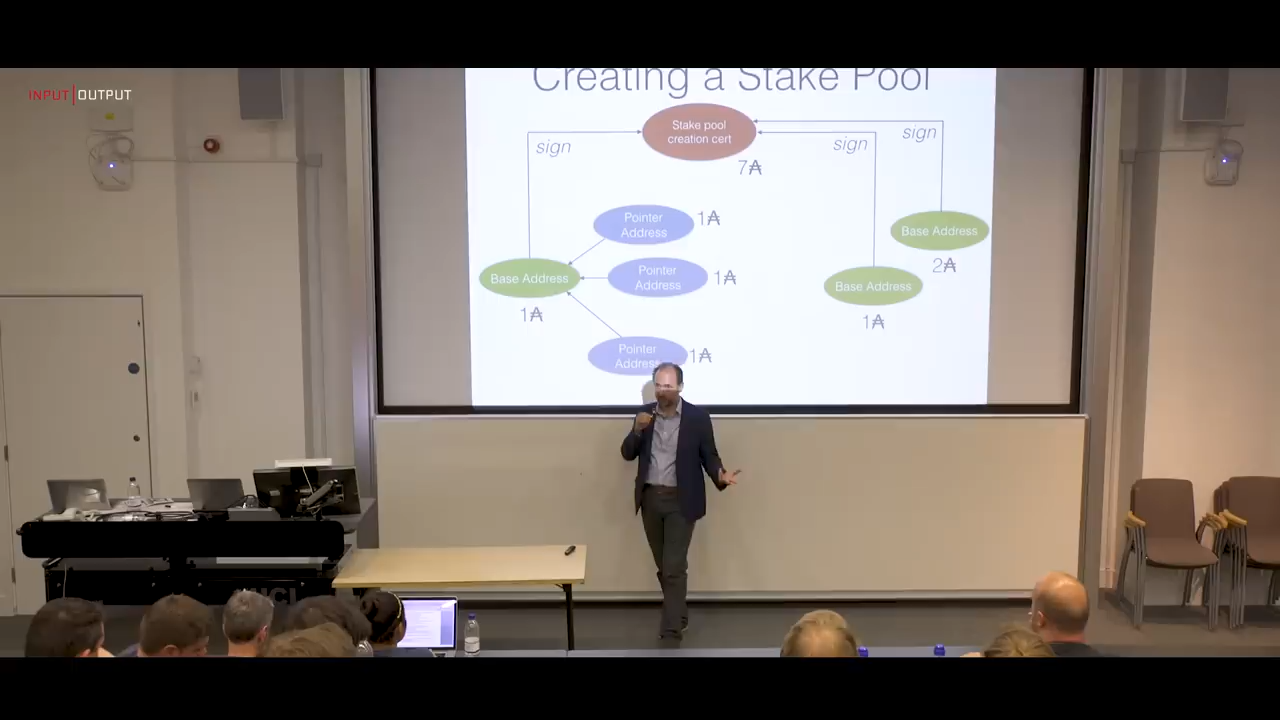 INPUT | OUTPUT
Creating a Stake Pool
Stake pool
creation cert
7₳
sign
sign
sign
Pointer
Address
1₳
Pointer
Address
1₳
Pointer
Address
1₳
Base Address
1₳
Base Address
2₳
Base Address
1₳
UCL